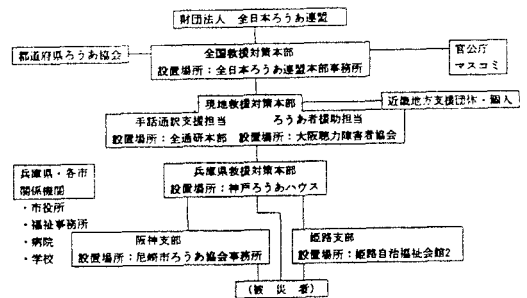 財団法人 全日本ろうあ連盟
都道府県ろうあ協会
全国救援対策本部
設置場所：全日本ろうあ連盟本部事務所
官公庁
マスコミ
現地救援対策本部
近畿地方支援団体・個人
手話通訳支援担当 ろうあ者援助担当
設置場所：全通研本部 設置場所：大阪聴力障害者協会
兵庫県救援対策本部
設置場所：神戸ろうあハウス
兵庫県・各市
関係機関
・市役所
・福祉事務所
・病院
・学校
阪神支部
設置場所：尼崎市ろうあ協会事務所
姫路支部
設置場所：姫路自治福祉会館2
（被災者）